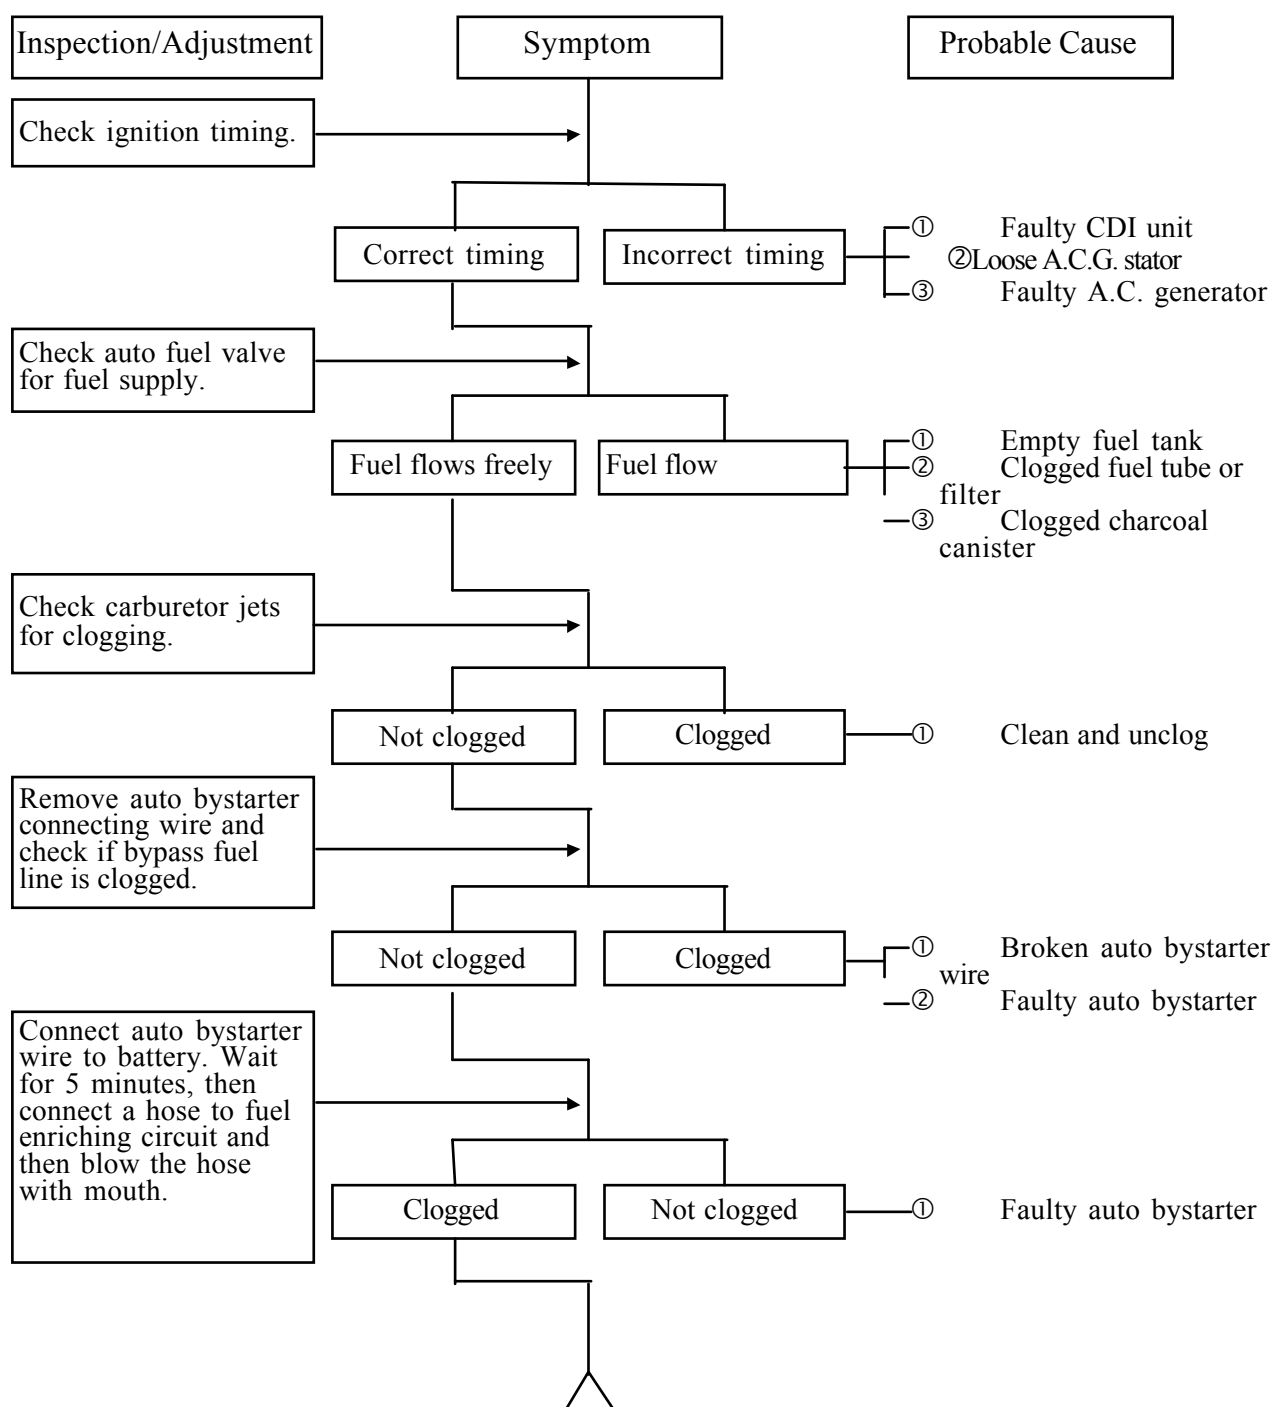 Inspection/Adjustment
Symptom
Probable Cause
Check ignition timing.
Correct timing
Incorrect timing
① Faulty CDI unit
②Loose A.C.G. stator
③ Faulty A.C. generator
Check auto fuel valve
for fuel supply.
Fuel flows freely
Fuel flow
① Empty fuel tank
② Clogged fuel tube or
filter
③ Clogged charcoal
canister
Check carburetor jets
for clogging.
Not clogged
Clogged
① Clean and unclog
Remove auto bystarter
connecting wire and
check if bypass fuel
line is clogged.
Not clogged
Clogged
① Broken auto bystarter
wire
② Faulty auto bystarter
Connect auto bystarter
wire to battery. Wait
for 5 minutes, then
connect a hose to fuel
enriching circuit and
then blow the hose
with mouth.
Clogged
Not clogged
① Faulty auto bystarter